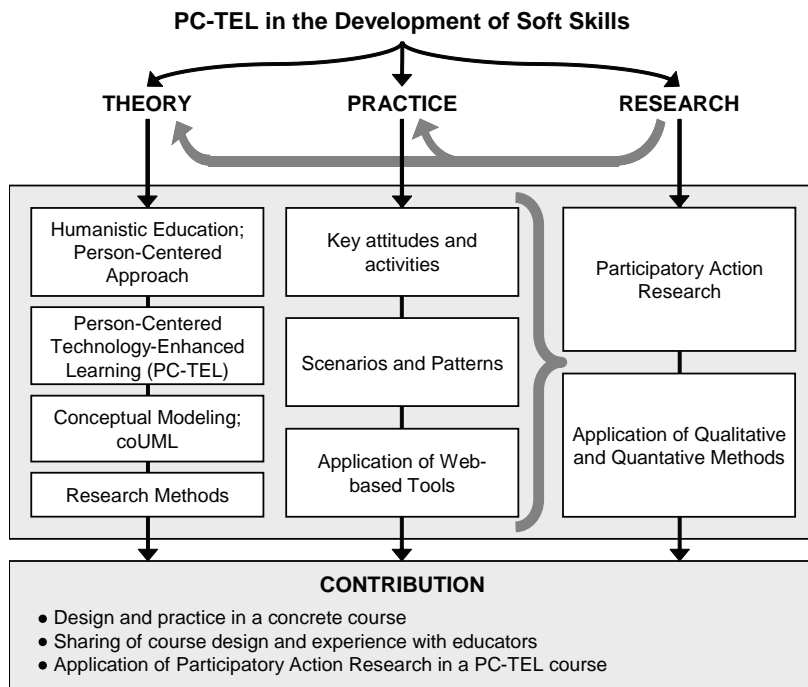 PC-TEL in the Development of Soft Skills
THEORY
PRACTICE
RESEARCH
Humanistic Education;
Person-Centered
Approach
Person-Centered
Technology-Enhanced
Learning (PC-TEL)
Conceptual Modeling;
coUML
Research Methods
Key attitudes and
activities
Scenarios and Patterns
Application of Web-
based Tools
Participatory Action
Research
Application of Qualitative
and Quantative Methods
CONTRIBUTION
● Design and practice in a concrete course
● Sharing of course design and experience with educators
● Application of Participatory Action Research in a PC-TEL course